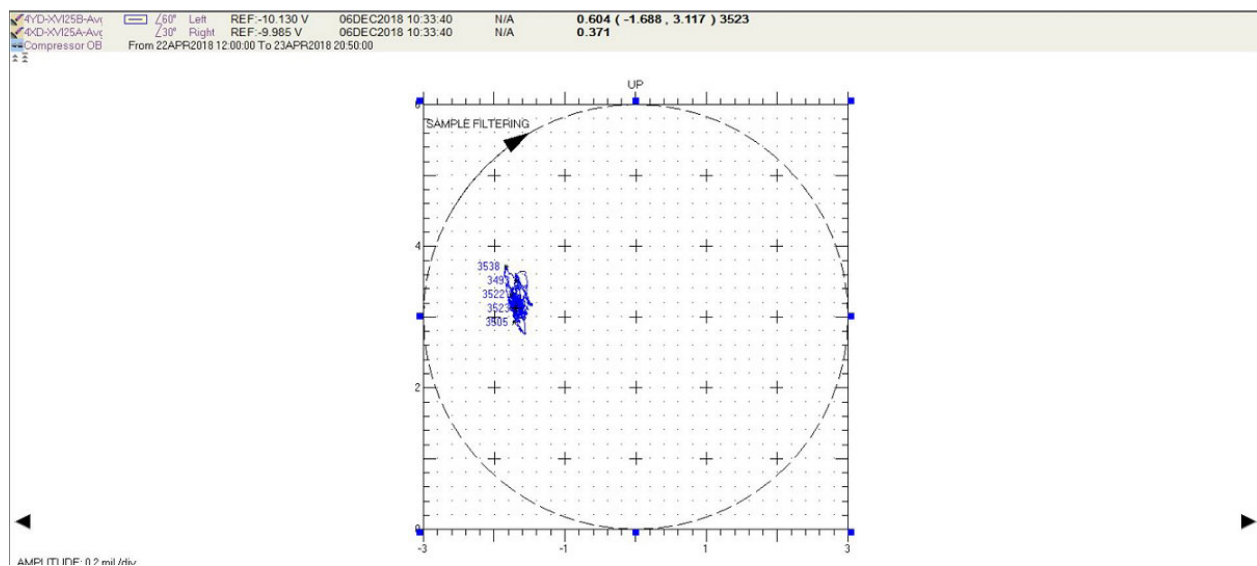 4YD-XVI25B-Avg ∠60° Left REF:-10.130 V 06DEC2018 10:33:40 N/A 0.604 ( -1.688 , 3.117 ) 3523
4XD-XVI25A-Avg ∠30° Right REF:-9.985 V 06DEC2018 10:33:40 N/A 0.371
Compressor OB From 22APR2018 12:00:00 To 23APR2018 20:50:00
UP
6
SAMPLE FILTERING
4
3538
3493
3522
3523
3505
2
0
-3 -1 1 3
AMPLITUDE: 0.2 mil/div